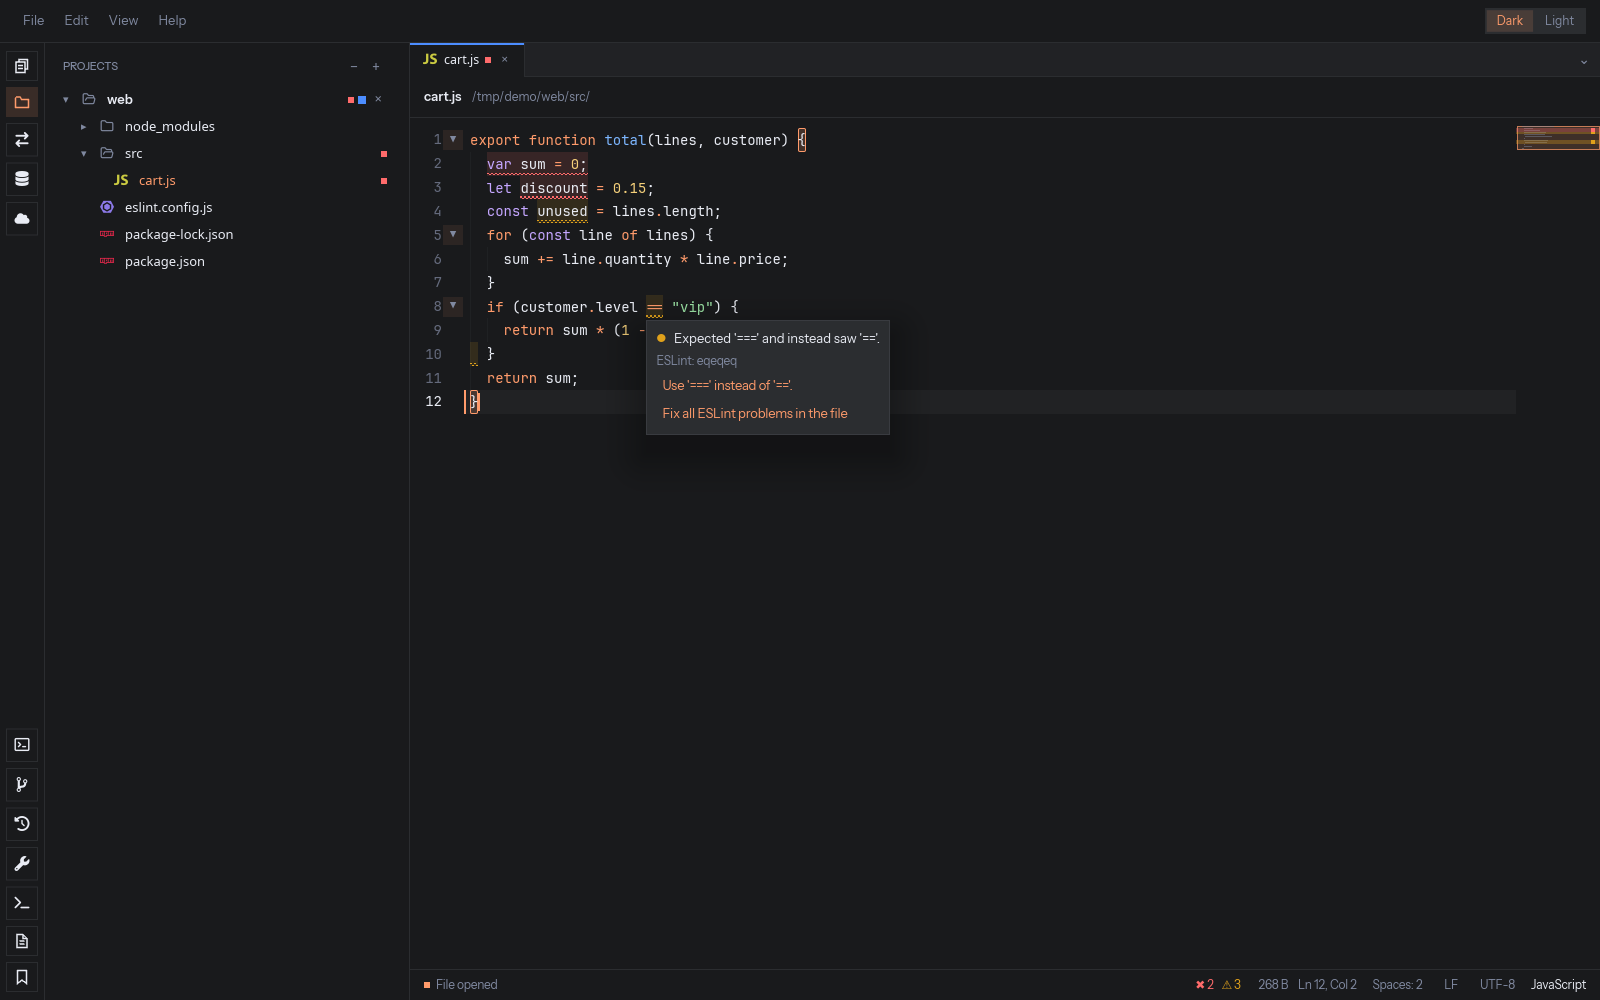 File Edit View Help
Dark Light
PROJECTS − +
web ×
node_modules
src
JS cart.js
eslint.config.js
package-lock.json
package.json
JS cart.js ×
cart.js /tmp/demo/web/src/
1 export function total(lines, customer) {
2 var sum = 0;
3 let discount = 0.15;
4 const unused = lines.length;
5 for (const line of lines) {
6 sum += line.quantity * line.price;
7 }
8 if (customer.level == "vip") {
9 return sum * (1 -
10 }
11 return sum;
12 }
Expected '===' and instead saw '=='.
ESLint: eqeqeq
Use '===' instead of '=='.
Fix all ESLint problems in the file
File opened
2 3 268 B Ln 12, Col 2 Spaces: 2 LF UTF-8 JavaScript